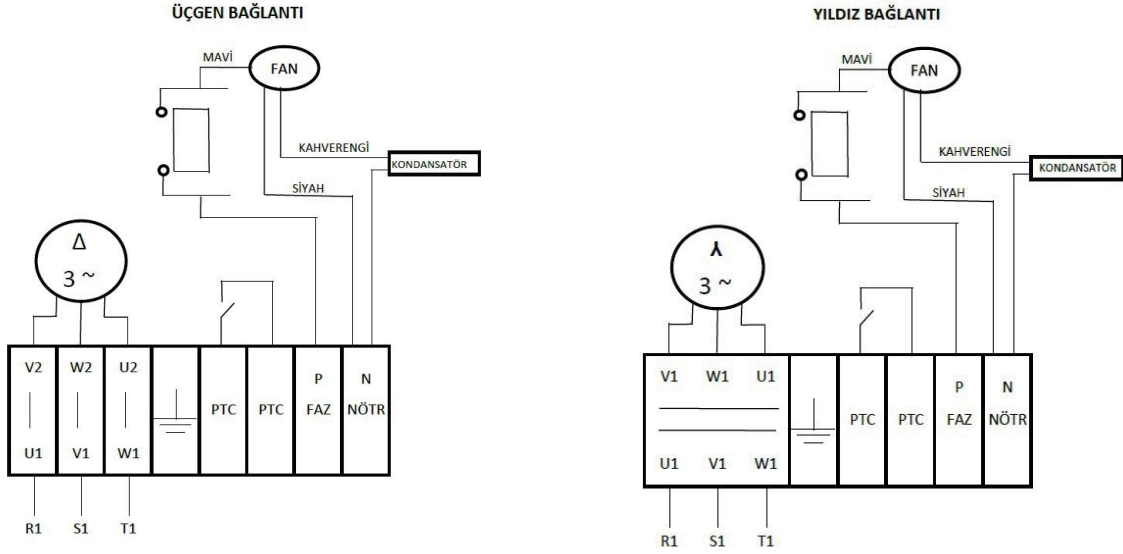 ÜÇGEN BAĞLANTI
MAVİ
FAN
KAHVERENGİ
KONDANSATÖR
SİYAH
Δ
3 ~
V2 W2 U2
P N
PTC PTC FAZ NÖTR
U1 V1 W1
R1 S1 T1
YILDIZ BAĞLANTI
MAVİ
FAN
KAHVERENGİ
KONDANSATÖR
SİYAH
⅄
3 ~
V1 W1 U1
P N
PTC PTC FAZ NÖTR
U1 V1 W1
R1 S1 T1